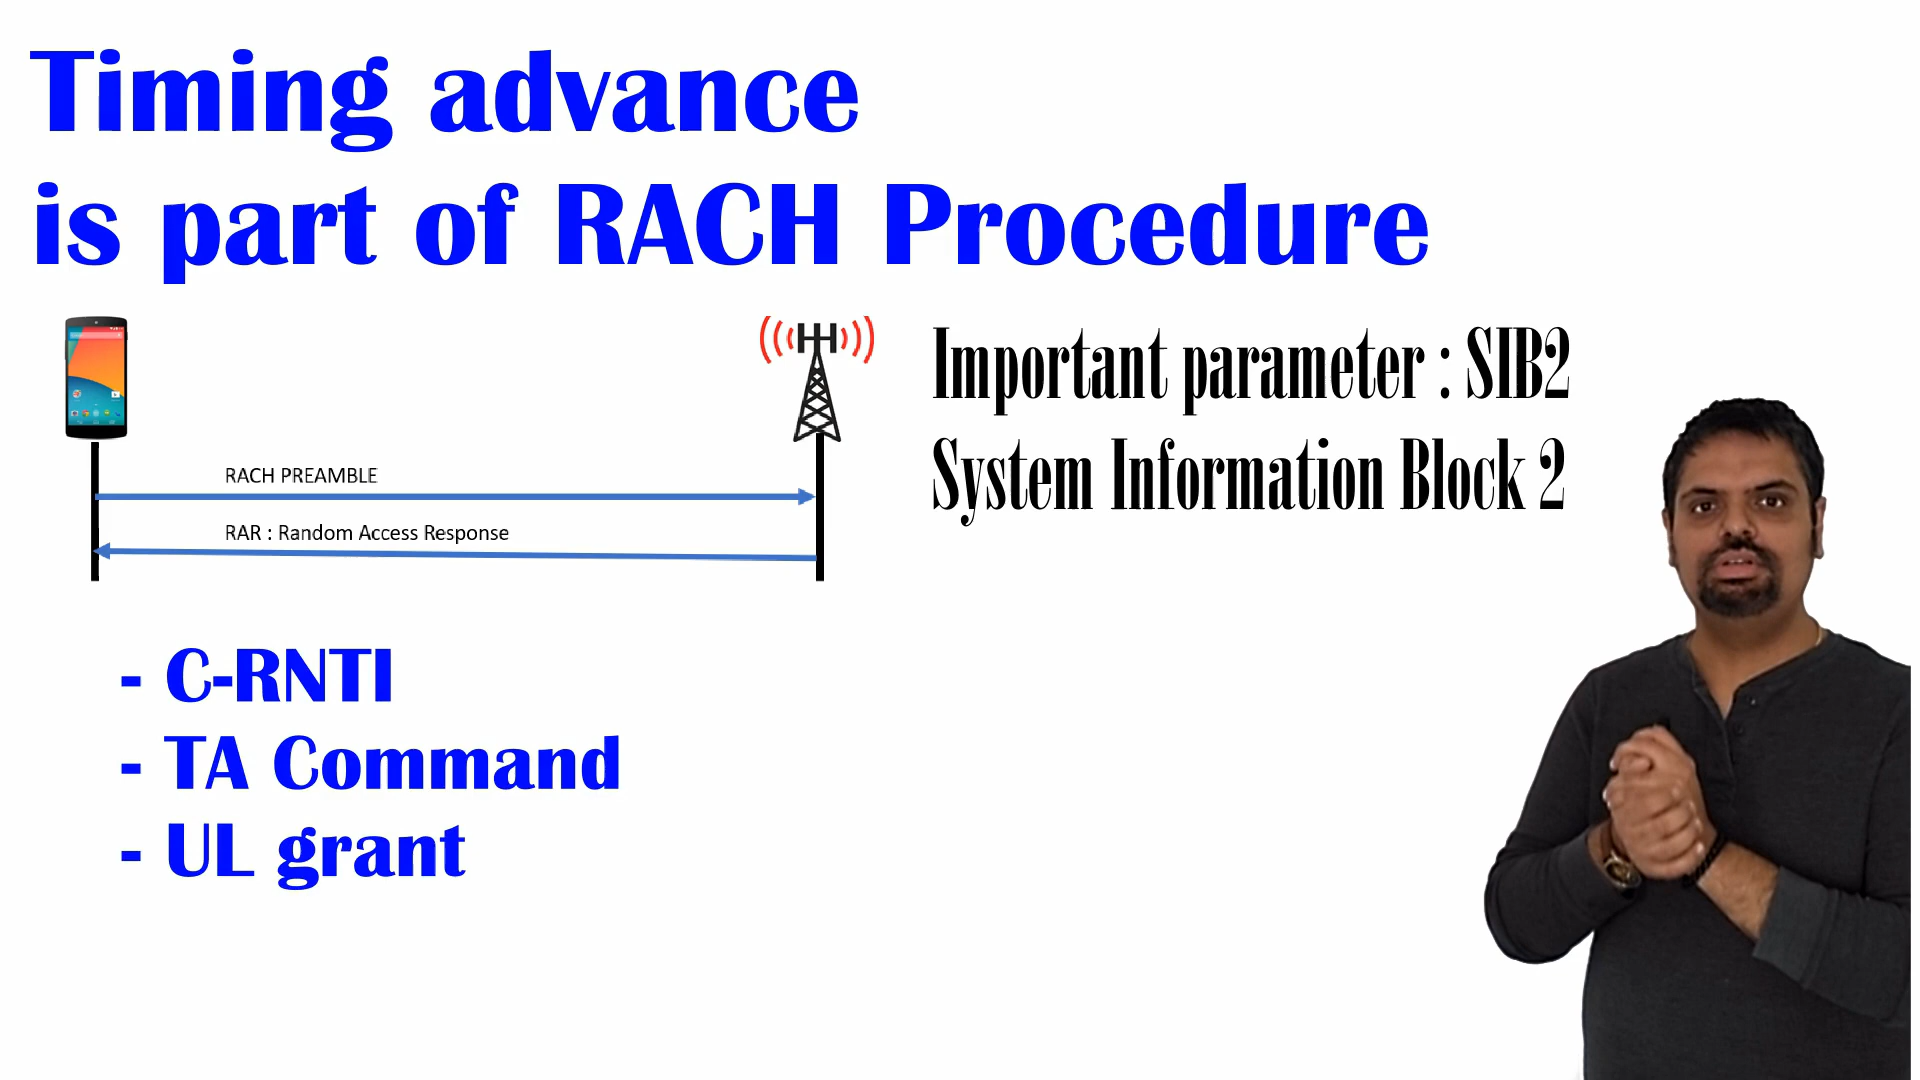 Timing advance
is part of RACH Procedure
RACH PREAMBLE
RAR : Random Access Response
Important parameter : SIB2
System Information Block 2
- C-RNTI
- TA Command
- UL grant